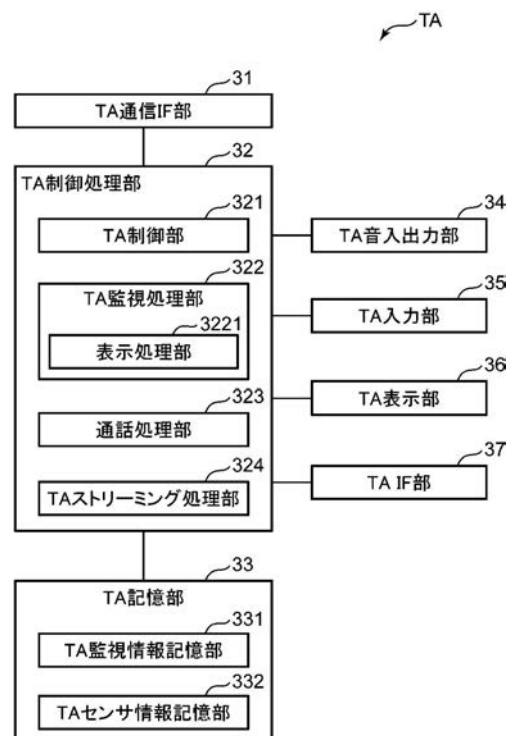 TA
31
TA通信IF部
32
TA制御処理部
321
TA制御部
322
TA監視処理部
3221
表示処理部
323
通話処理部
324
TAストリーミング処理部
34
TA音入出力部
35
TA入力部
36
TA表示部
37
TA IF部
33
TA記憶部
331
TA監視情報記憶部
332
TAセンサ情報記憶部